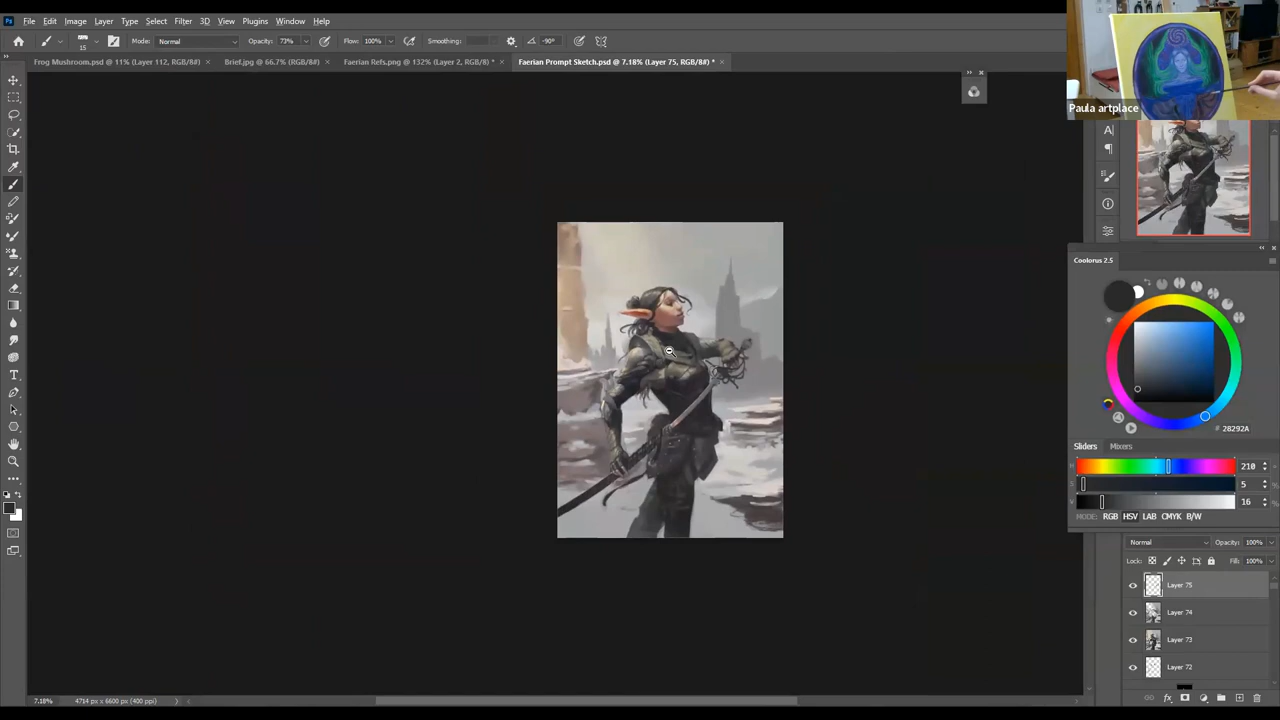 Ps File Edit Image Layer Type Select Filter 3D View Plugins Window Help
15 Mode: Normal Opacity: 73% Flow: 100% Smoothing: -90°
Frog Mushroom.psd @ 11% (Layer 112, RGB/8#) × Brief.jpg @ 66.7% (RGB/8#) × Faerian Refs.png @ 132% (Layer 2, RGB/8) * × Faerian Prompt Sketch.psd @ 7.18% (Layer 75, RGB/8#) * ×
Paula artplace
Coolorus 2.5
# 28292A
Sliders Mixers
H 210 °
S 5 %
V 16 %
MODE: RGB HSV LAB CMYK B/W
Normal Opacity: 100%
Lock: Fill: 100%
Layer 75
Layer 74
Layer 73
Layer 72
7.18% 4714 px x 6600 px (400 ppi)